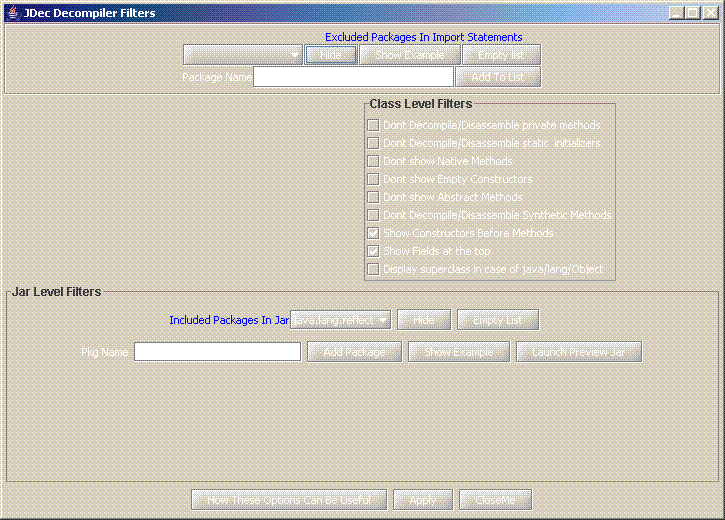 JDec Decompiler Filters
Excluded Packages In Import Statements
Hide Show Example Empty list
Package Name Add To List
Class Level Filters
Dont Decompile/Disassemble private methods
Dont Decompile/Disassemble static initializers
Dont show Native Methods
Dont show Empty Constructors
Dont show Abstract Methods
Dont Decompile/Disassemble Synthetic Methods
Show Constructors Before Methods
Show Fields at the top
Display superclass in case of java/lang/Object
Jar Level Filters
Included Packages In Jar java.lang.reflect Hide Empty List
Pkg Name Add Package Show Example Launch Preview Jar
How These Options Can Be Useful Apply CloseMe